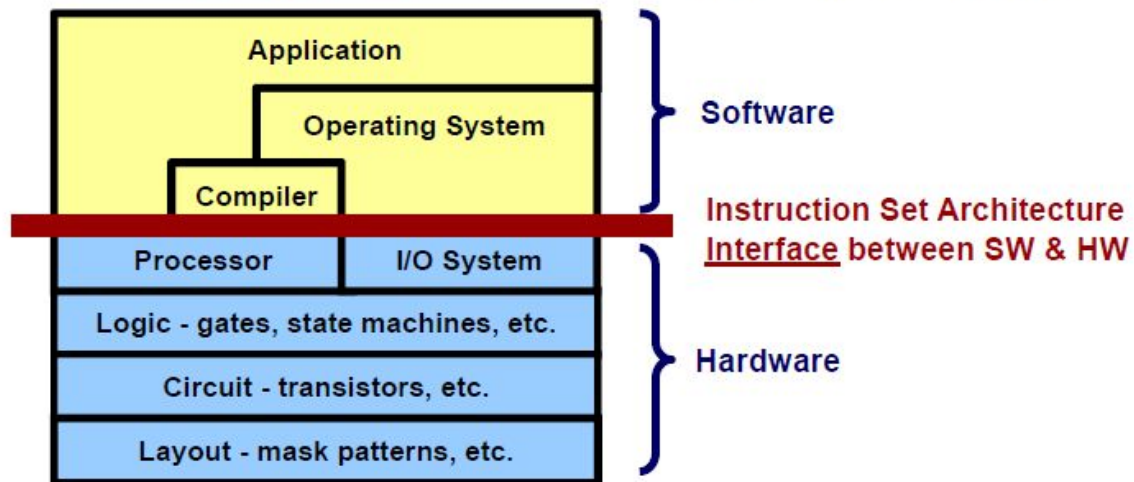 Application
Operating System
Compiler
Software
Instruction Set Architecture
Interface between SW & HW
Processor
I/O System
Logic - gates, state machines, etc.
Circuit - transistors, etc.
Layout - mask patterns, etc.
Hardware